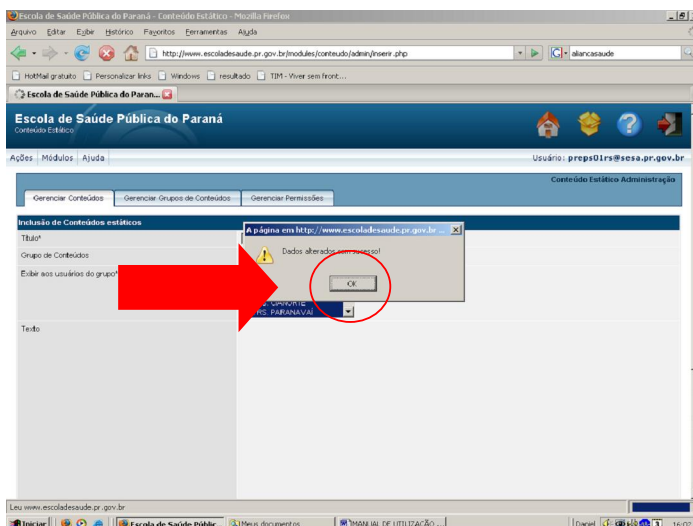 Escola de Saúde Pública do Paraná - Conteúdo Estático - Mozilla Firefox
Arquivo Editar Exibir Histórico Favoritos Ferramentas Ajuda
http://www.escoladesaude.pr.gov.br/modules/conteudo/admin/inserir.php
G aliancasaude
HotMail gratuito Personalizar links Windows resultado TIM - Viver sem front...
Escola de Saúde Pública do Paran...
Escola de Saúde Pública do Paraná
Conteúdo Estático
Ações Módulos Ajuda
Usuário: preps01rs@sesa.pr.gov.br
Conteúdo Estático Administração
Gerenciar Conteúdos Gerenciar Grupos de Conteúdos Gerenciar Permissões
Inclusão de Conteúdos estáticos
A página em http://www.escoladesaude.pr.gov.br ...
Título*
Dados alterados com sucesso!
Grupo de Conteúdos
Exibir aos usuários do grupo*
OK
RS. CIANORTE
RS. PARANAVAÍ
Texto
Leu www.escoladesaude.pr.gov.br
Iniciar
Escola de Saúde Públic...
Meus documentos
MANUAL DE UTILIZAÇÃO ...
Daniel
16:07